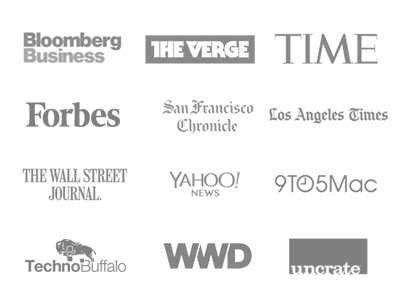 Bloomberg
Business
THE VERGE
TIME
Forbes
San Francisco
Chronicle
Los Angeles Times
THE WALL STREET
JOURNAL.
YAHOO!
NEWS
9TO5Mac
TechnoBuffalo
WWD
uncrate